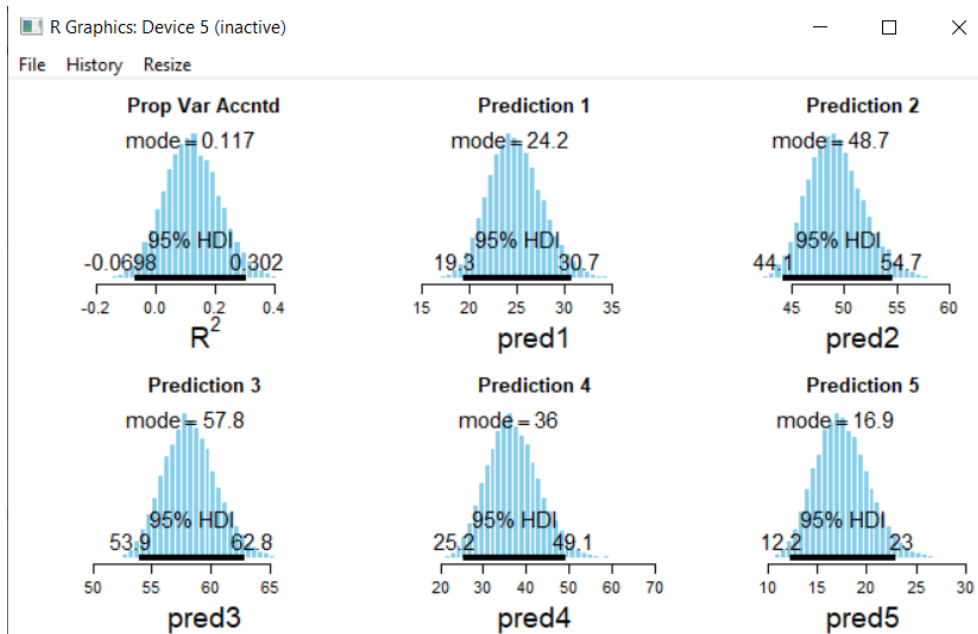 R Graphics: Device 5 (inactive)
File History Resize
Prop Var Accntd
mode = 0.117
95% HDI
-0.0698 0.302
-0.2 0.0 0.2 0.4
R²
Prediction 1
mode = 24.2
95% HDI
19.3 30.7
15 20 25 30 35
pred1
Prediction 2
mode = 48.7
95% HDI
44.1 54.7
45 50 55 60
pred2
Prediction 3
mode = 57.8
95% HDI
53.9 62.8
50 55 60 65
pred3
Prediction 4
mode = 36
95% HDI
25.2 49.1
20 30 40 50 60 70
pred4
Prediction 5
mode = 16.9
95% HDI
12.2 23
10 15 20 25 30
pred5